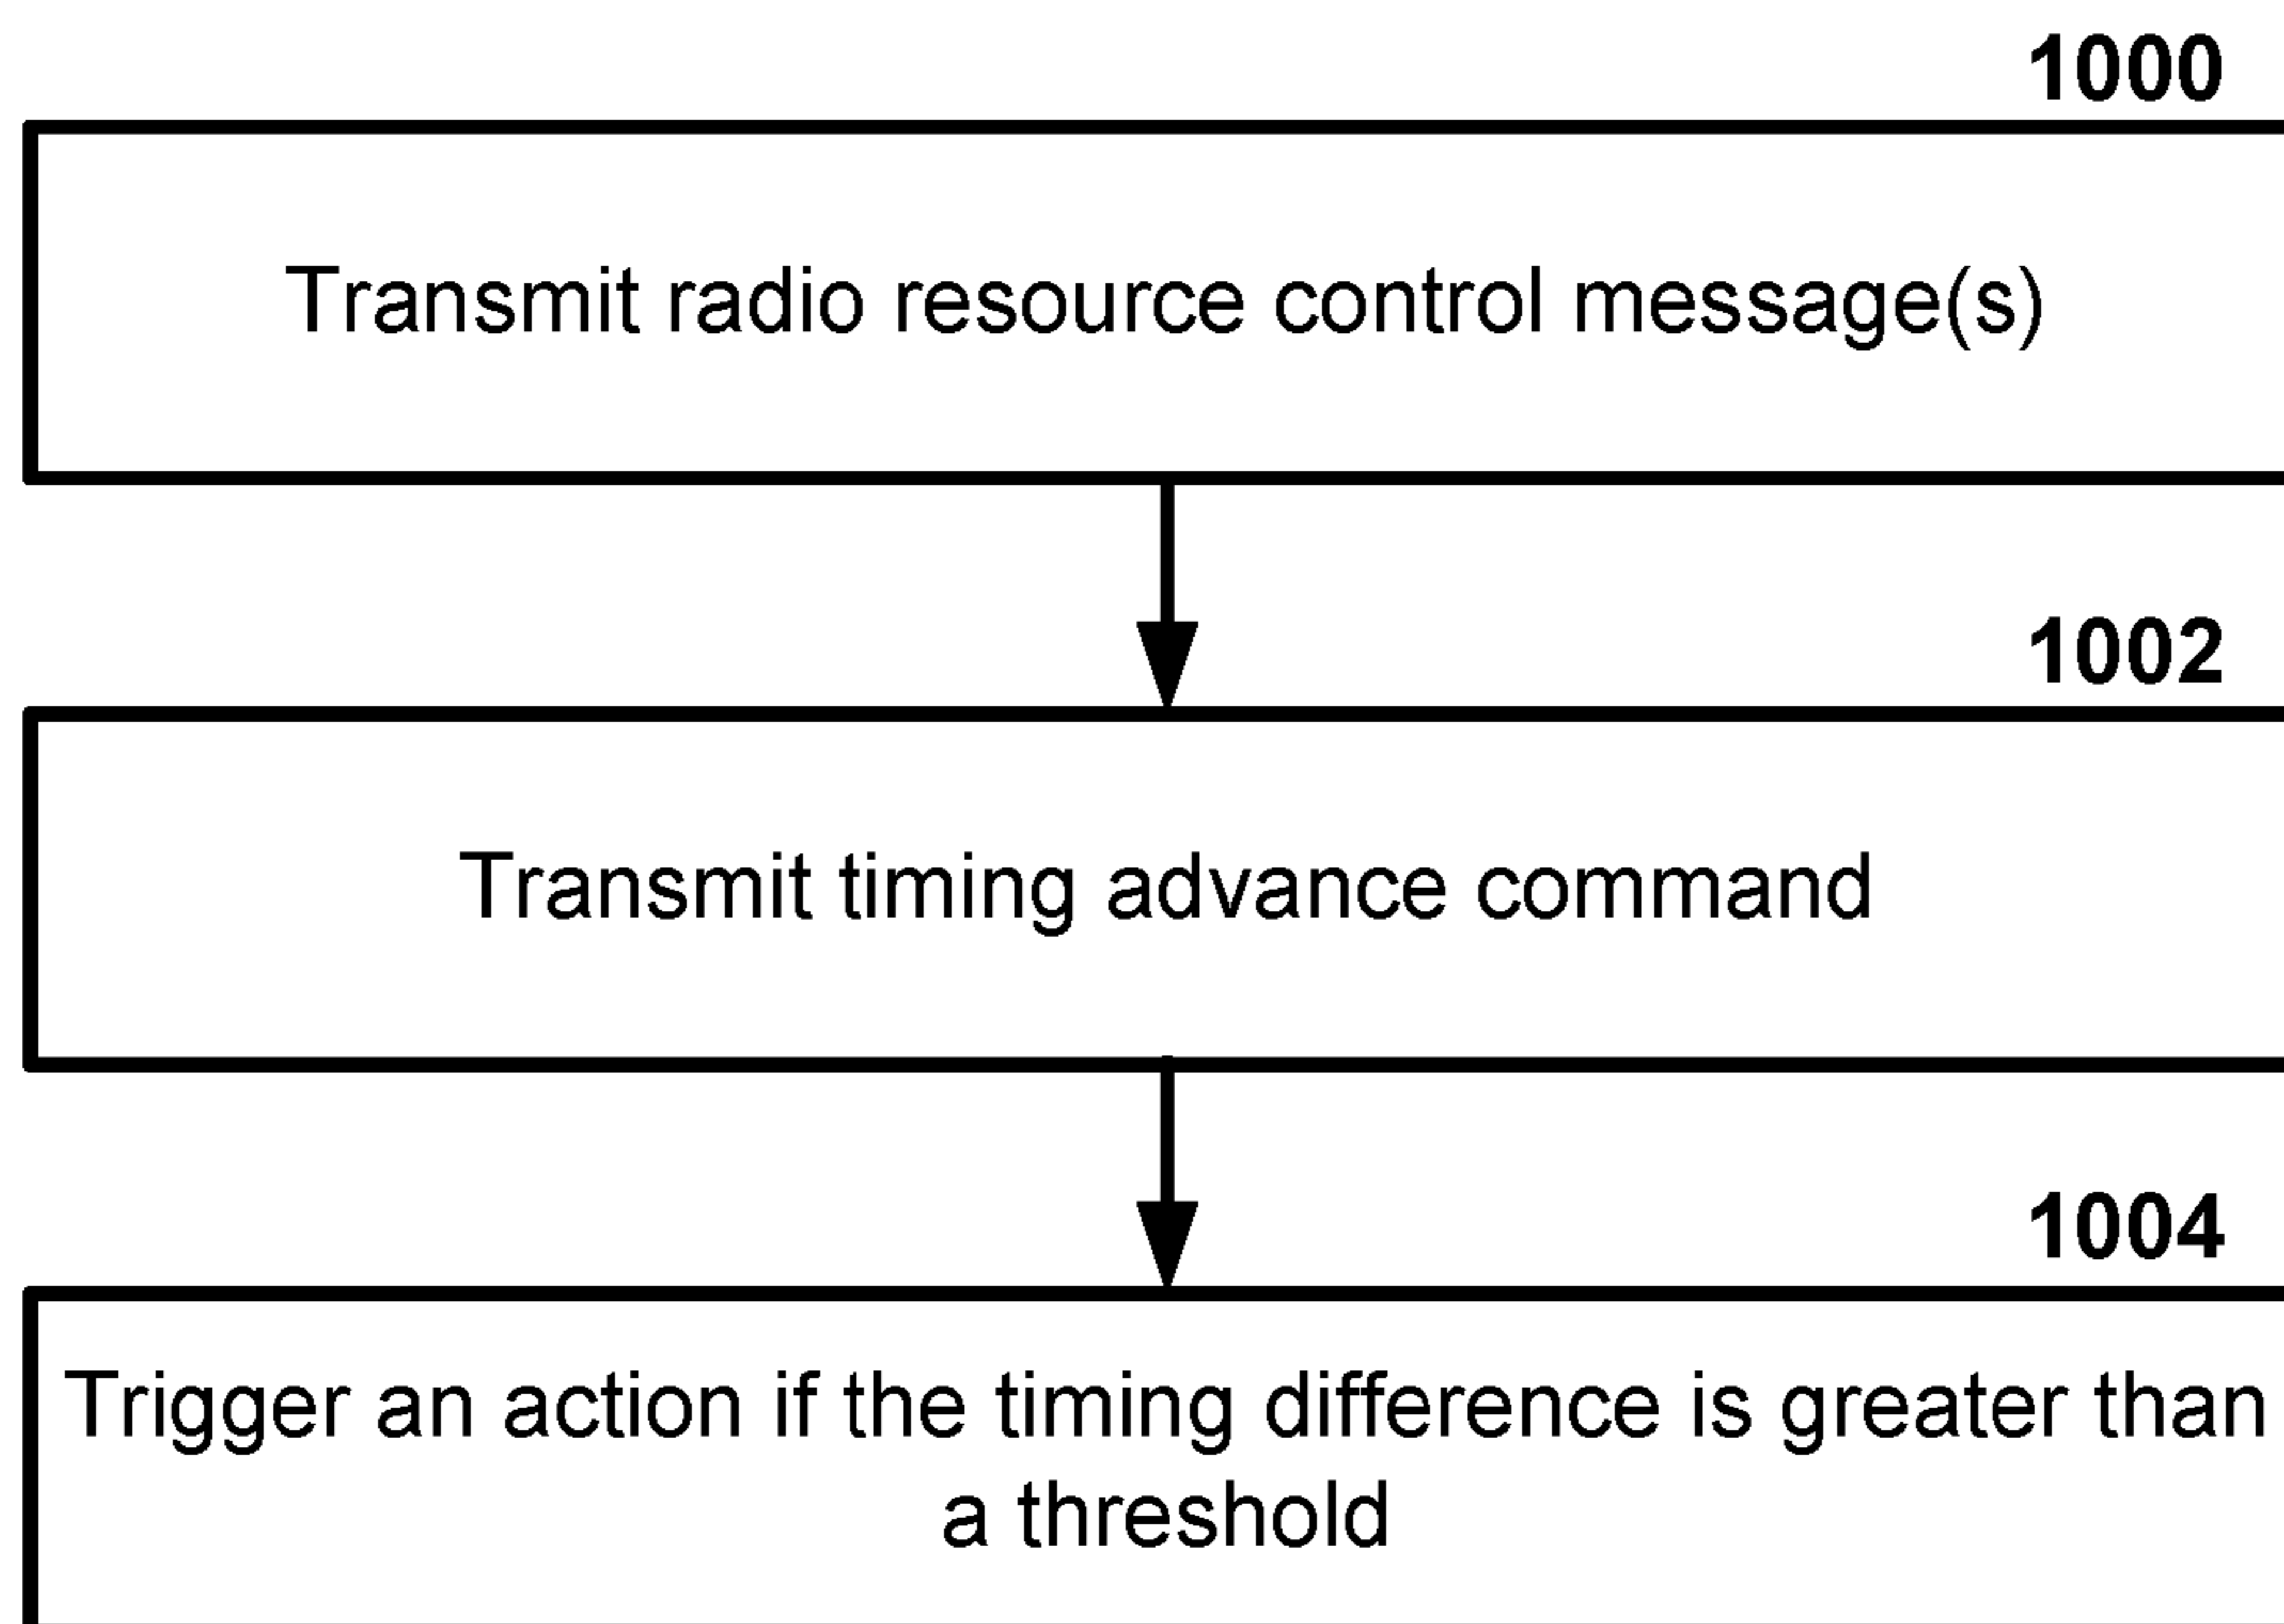 1000
Transmit radio resource control message(s)
1002
Transmit timing advance command
1004
Trigger an action if the timing difference is greater than
a threshold